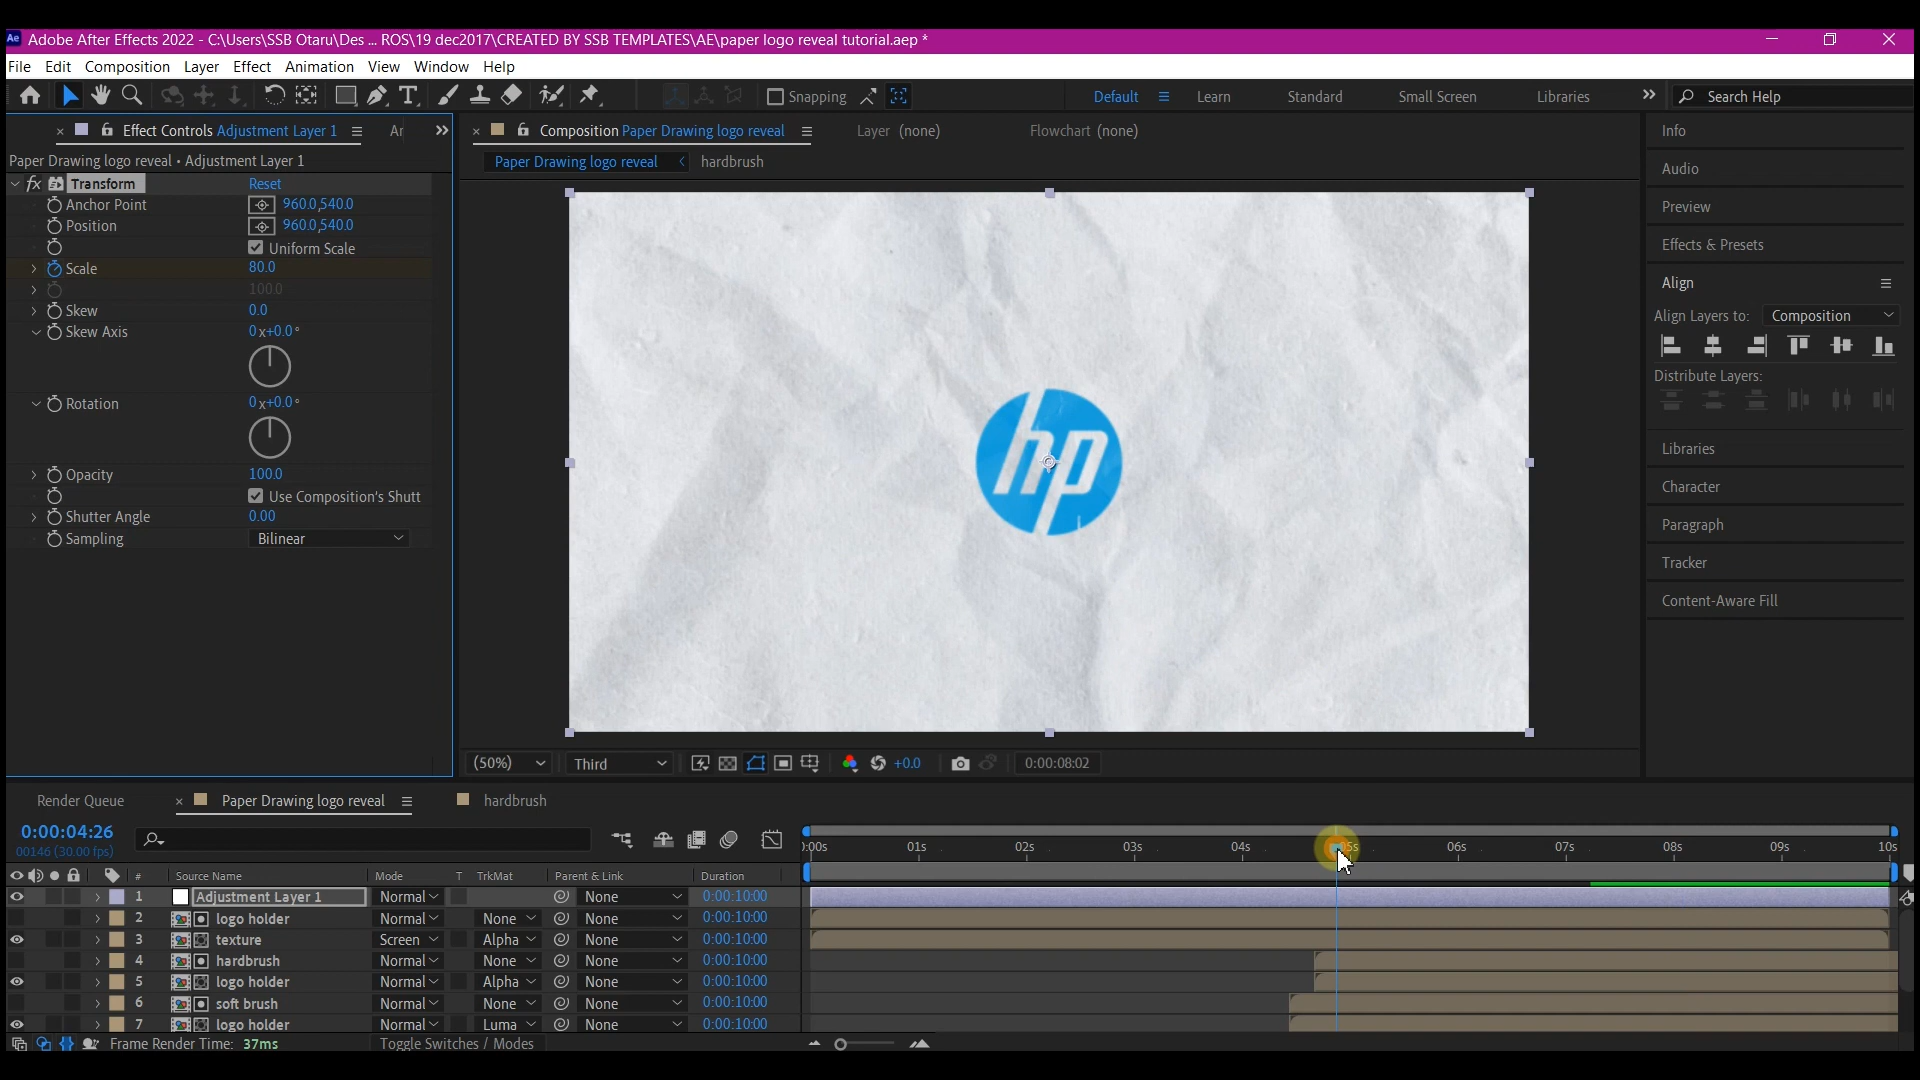 Ae Adobe After Effects 2022 - C:\Users\SSB Otaru\Des ... ROS\19 dec2017\CREATED BY SSB TEMPLATES\AE\paper logo reveal tutorial.aep *
File Edit Composition Layer Effect Animation View Window Help
Snapping Default Learn Standard Small Screen Libraries Search Help
Effect Controls Adjustment Layer 1 Ar
Composition Paper Drawing logo reveal Layer (none) Flowchart (none)
Paper Drawing logo reveal • Adjustment Layer 1
Paper Drawing logo reveal hardbrush
fx Transform Reset
Anchor Point 960.0,540.0
Position 960.0,540.0
Uniform Scale
Scale 80.0
100.0
Skew 0.0
Skew Axis 0 x+0.0°
Rotation 0 x+0.0°
Opacity 100.0
Use Composition's Shutt
Shutter Angle 0.00
Sampling Bilinear
hp
Info
Audio
Preview
Effects & Presets
Align
Align Layers to: Composition
Distribute Layers:
Libraries
Character
Paragraph
Tracker
Content-Aware Fill
(50%) Third +0.0 0:00:08:02
Render Queue Paper Drawing logo reveal hardbrush
0:00:04:26
00146 (30.00 fps)
):00s 01s 02s 03s 04s 05s 06s 07s 08s 09s 10s
# Source Name Mode T TrkMat Parent & Link Duration
1 Adjustment Layer 1 Normal None 0:00:10:00
2 logo holder Normal None None 0:00:10:00
3 texture Screen Alpha None 0:00:10:00
4 hardbrush Normal None None 0:00:10:00
5 logo holder Normal Alpha None 0:00:10:00
6 soft brush Normal None None 0:00:10:00
7 logo holder Normal Luma None 0:00:10:00
Frame Render Time: 37ms Toggle Switches / Modes